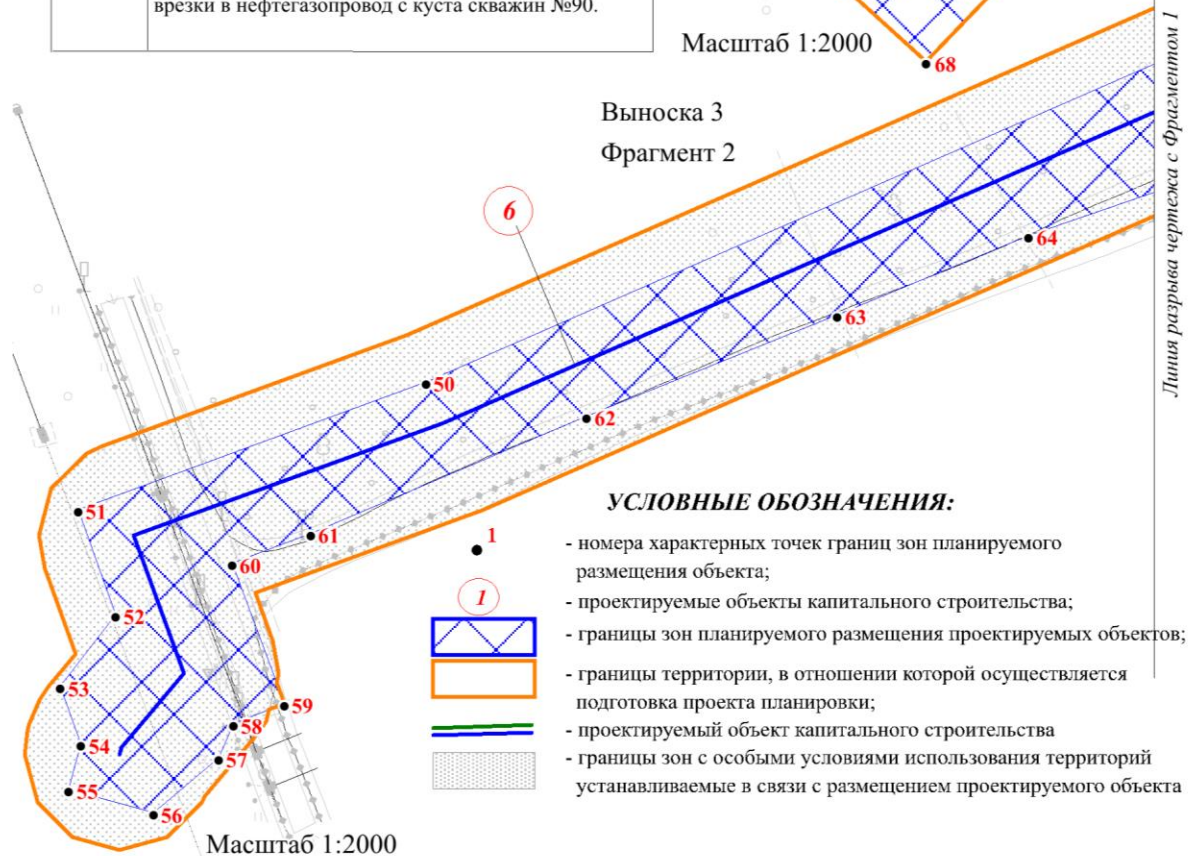 врезки в нефтегазопровод с куста скважин №90.
Масштаб 1:2000
68
Выноска 3
Фрагмент 2
Линия разрыва чертежа с Фрагментом 1
6
64
63
50
62
51
61
60
52
53
59
58
54
57
55
56
Масштаб 1:2000
УСЛОВНЫЕ ОБОЗНАЧЕНИЯ:
1
- номера характерных точек границ зон планируемого
размещения объекта;
1
- проектируемые объекты капитального строительства;
- границы зон планируемого размещения проектируемых объектов;
- границы территории, в отношении которой осуществляется
подготовка проекта планировки;
- проектируемый объект капитального строительства
- границы зон с особыми условиями использования территорий
устанавливаемые в связи с размещением проектируемого объекта